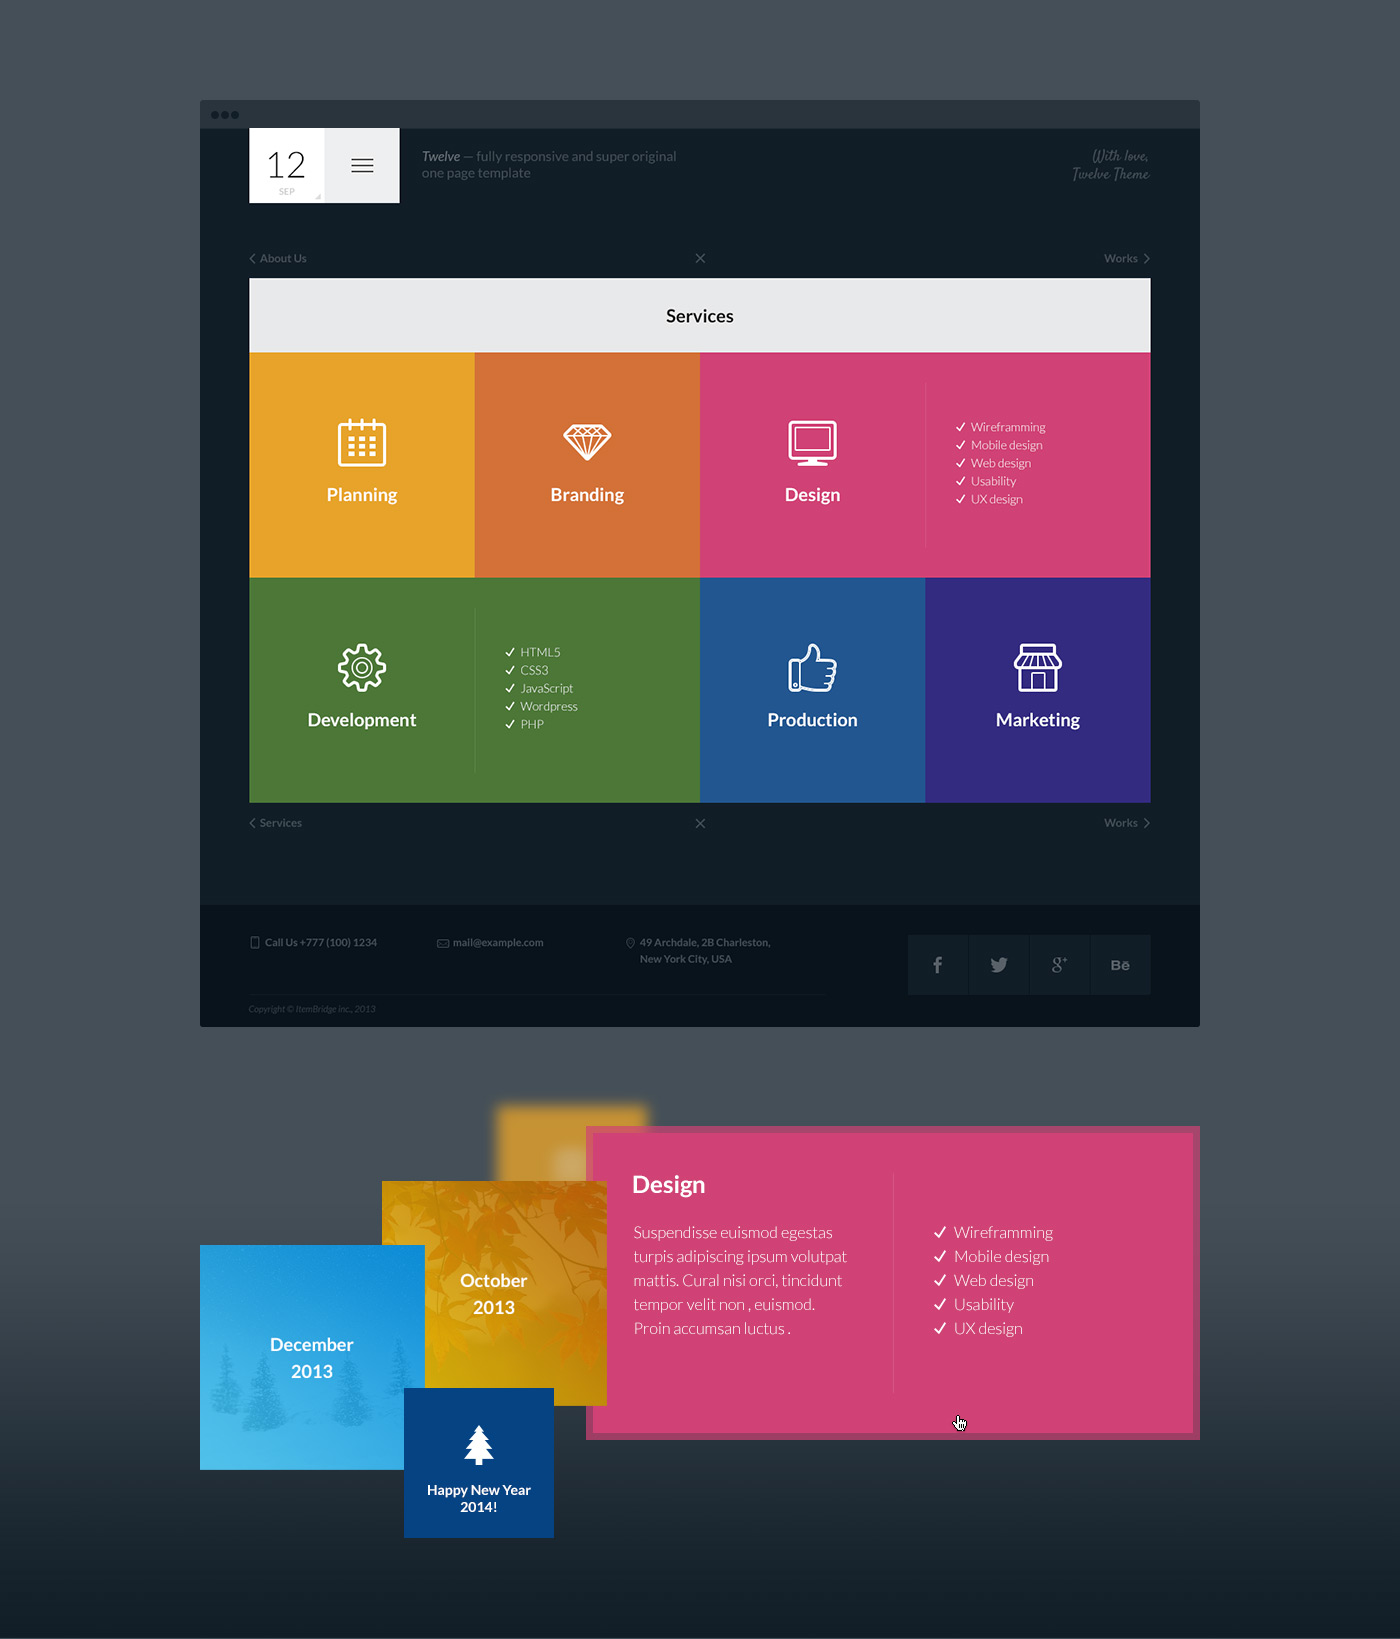 12
SEP
Twelve — fully responsive and super original
one page template
With love,
Twelve Theme
About Us
Works
Services
Planning
Branding
Design
Wireframming
Mobile design
Web design
Usability
UX design
Development
HTML5
CSS3
JavaScript
Wordpress
PHP
Production
Marketing
Services
Works
Call Us +777 (100) 1234
mail@example.com
49 Archdale, 2B Charleston,
New York City, USA
Bē
Copyright © ItemBridge inc., 2013
Design
Suspendisse euismod egestas
turpis adipiscing ipsum volutpat
mattis. Cural nisi orci, tincidunt
tempor velit non , euismod.
Proin accumsan luctus .
Wireframming
Mobile design
Web design
Usability
UX design
October
2013
December
2013
Happy New Year
2014!